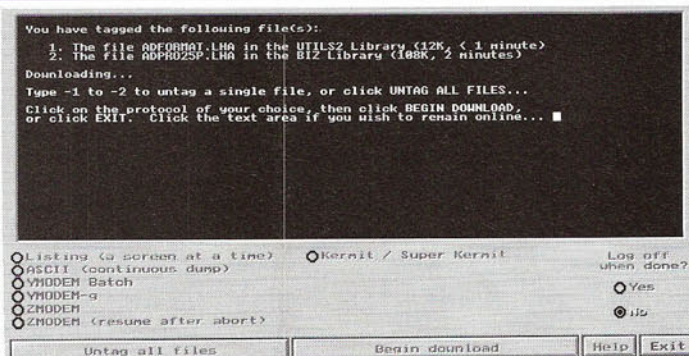 You have tagged the following file(s):
1. The file ADFORMAT.LHA in the UTILS2 Library (12K, < 1 minute)
2. The file ADPRO25P.LHA in the BIZ Library (108K, 2 minutes)
Downloading...
Type -1 to -2 to untag a single file, or click UNTAG ALL FILES...
Click on the protocol of your choice, then click BEGIN DOWNLOAD,
or click EXIT. Click the text area if you wish to remain online...
Listing (a screen at a time)
ASCII (continuous dump)
YMODEM Batch
YMODEM-g
ZMODEM
ZMODEM (resume after abort)
Kermit / Super Kermit
Log off
when done?
Yes
No
Untag all files
Begin download
Help
Exit